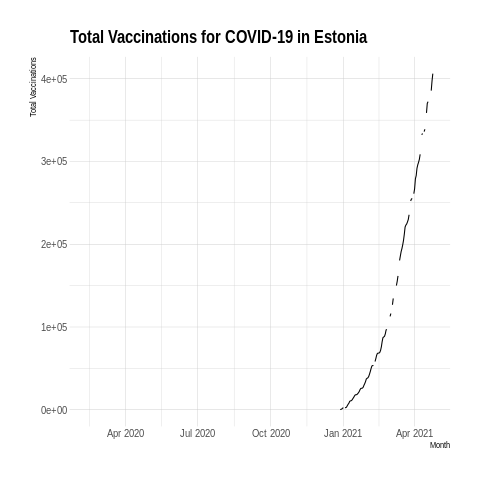 Total Vaccinations for COVID-19 in Estonia
Total Vaccinations
4e+05
3e+05
2e+05
1e+05
0e+00
Apr 2020 Jul 2020 Oct 2020 Jan 2021 Apr 2021
Month